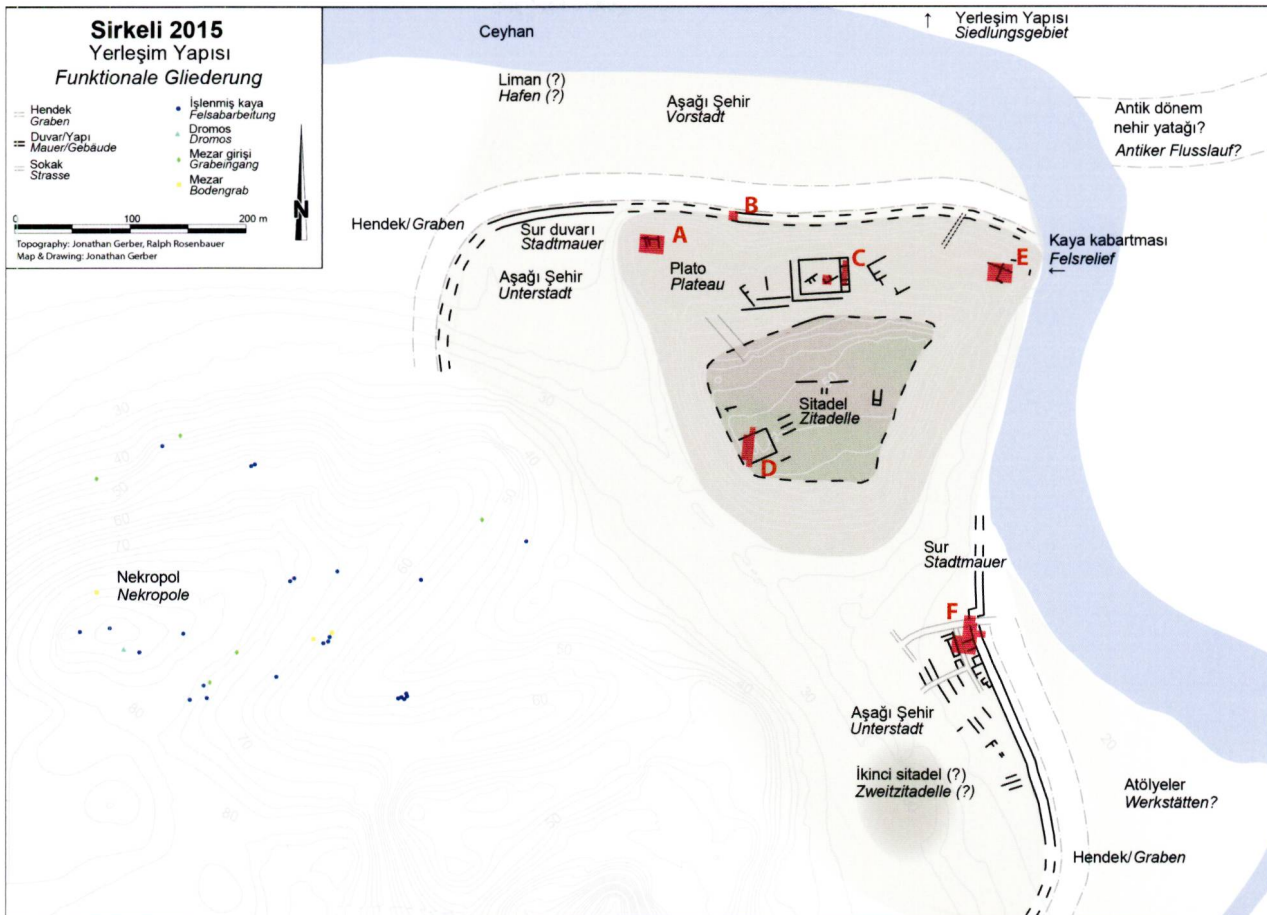 Sirkeli 2015
Yerleşim Yapısı
Funktionale Gliederung
Hendek
Graben
Duvar/Yapı
Mauer/Gebäude
Sokak
Strasse
İşlenmiş kaya
Felsabarbeitung
Dromos
Dromos
Mezar girişi
Grabeingang
Mezar
Bodengrab
0 100 200 m
N
Topography: Jonathan Gerber, Ralph Rosenbauer
Map & Drawing: Jonathan Gerber
Ceyhan
↑ Yerleşim Yapısı
Siedlungsgebiet
Liman (?)
Hafen (?)
Aşağı Şehir
Vorstadt
Antik dönem
nehir yatağı?
Antiker Flusslauf?
Hendek/Graben
Sur duvarı
Stadtmauer
Aşağı Şehir
Unterstadt
A
B
C
E
Plato
Plateau
Kaya kabartması
Felsrelief
←
Sitadel
Zitadelle
D
Nekropol
Nekropole
Sur
Stadtmauer
F
Aşağı Şehir
Unterstadt
İkinci sitadel (?)
Zweitzitadelle (?)
Atölyeler
Werkstätten?
Hendek/Graben